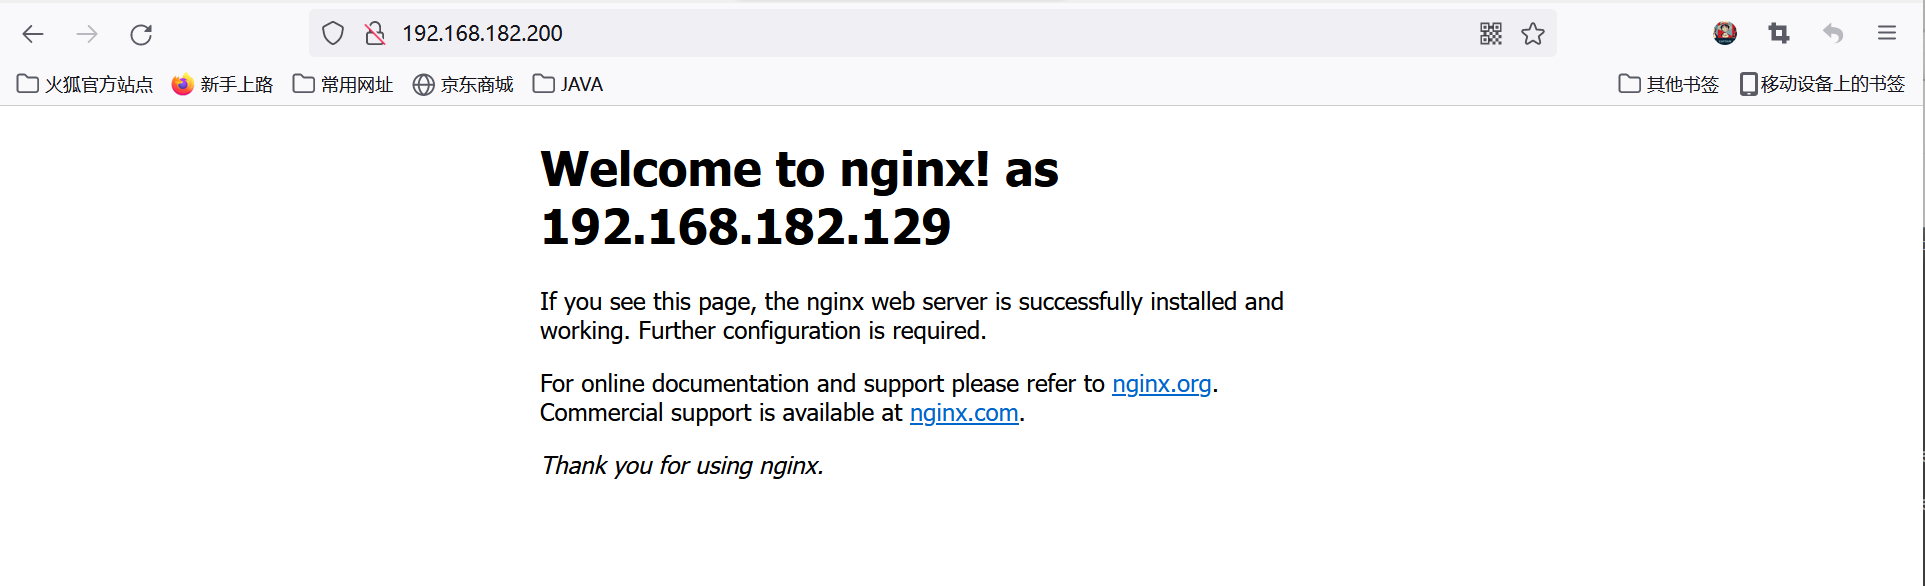 192.168.182.200
火狐官方站点 新手上路 常用网址 京东商城 JAVA 其他书签 移动设备上的书签
Welcome to nginx! as
192.168.182.129
If you see this page, the nginx web server is successfully installed and
working. Further configuration is required.
For online documentation and support please refer to nginx.org.
Commercial support is available at nginx.com.
Thank you for using nginx.